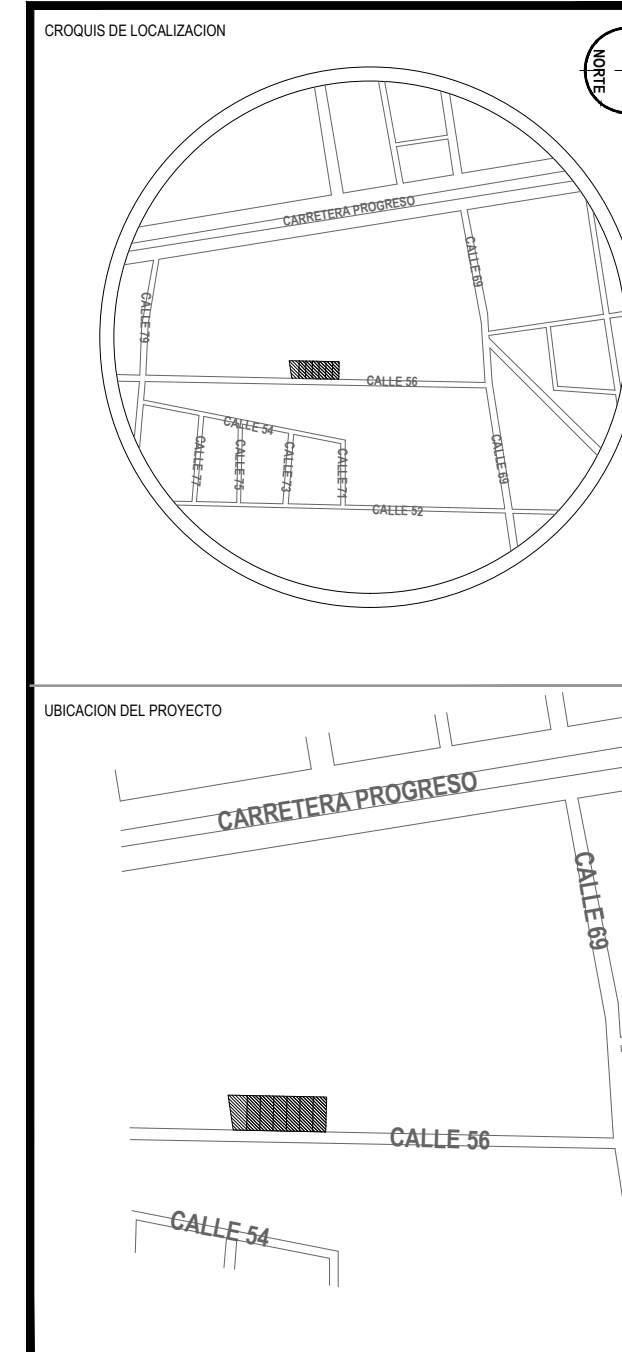 CROQUIS DE LOCALIZACION
NORTE
CARRETERA PROGRESO
CALLE 69
CALLE 79
CALLE 56
CALLE 54
CALLE 77
CALLE 75
CALLE 73
CALLE 71
CALLE 69
CALLE 52
UBICACION DEL PROYECTO
CARRETERA PROGRESO
CALLE 69
CALLE 56
CALLE 54